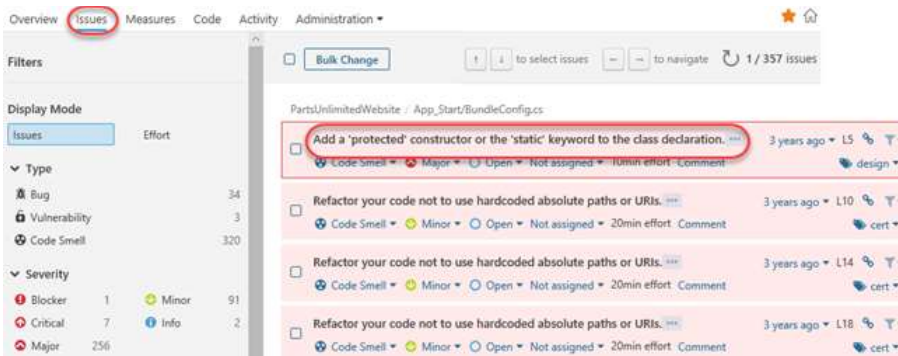 Overview Issues Measures Code Activity Administration
Filters
Bulk Change
to select issues
to navigate
1 / 357 issues
Display Mode
Issues Effort
Type
Bug 34
Vulnerability 3
Code Smell 320
Severity
Blocker 1 Minor 91
Critical 7 Info 2
Major 256
PartsUnlimitedWebsite / App_Start/BundleConfig.cs
Add a 'protected' constructor or the 'static' keyword to the class declaration. 3 years ago L5
Code Smell Major Open Not assigned 10min effort Comment design
Refactor your code not to use hardcoded absolute paths or URIs. 3 years ago L10
Code Smell Minor Open Not assigned 20min effort Comment cert
Refactor your code not to use hardcoded absolute paths or URIs. 3 years ago L14
Code Smell Minor Open Not assigned 20min effort Comment cert
Refactor your code not to use hardcoded absolute paths or URIs. 3 years ago L18
Code Smell Minor Open Not assigned 20min effort Comment cert